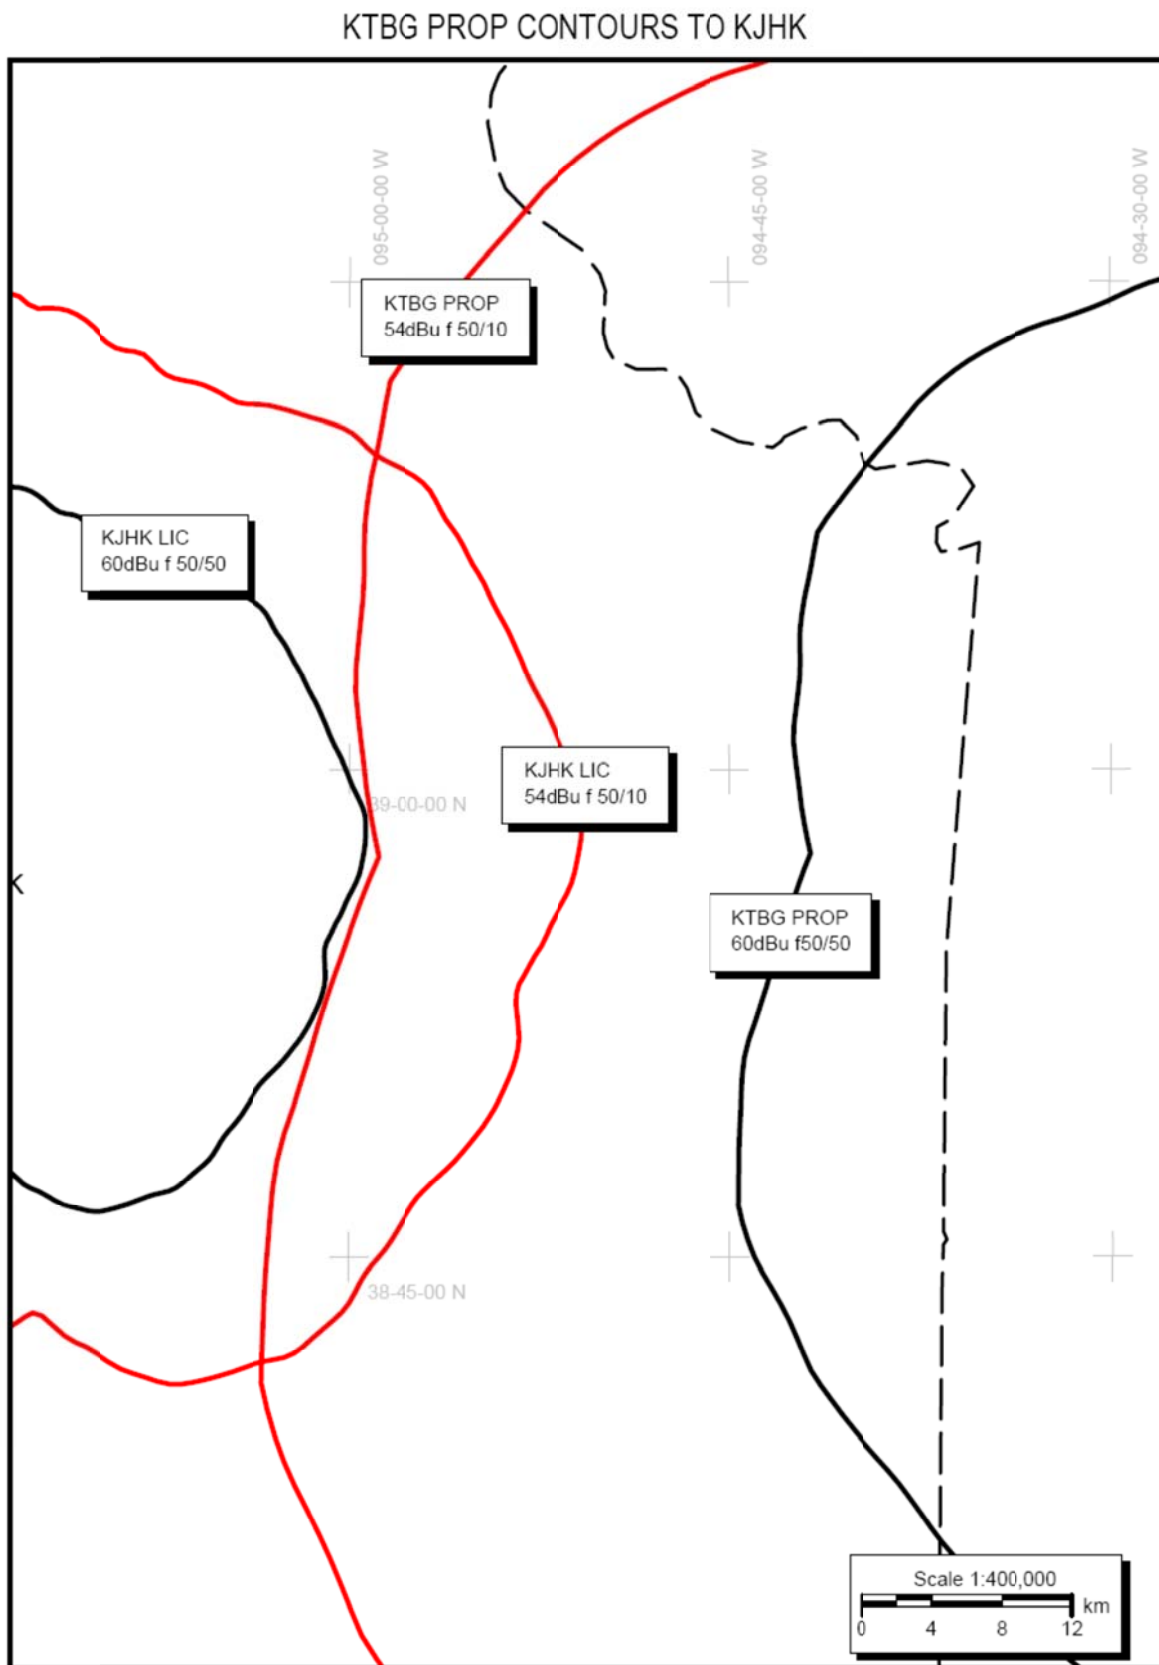 KTBG PROP CONTOURS TO KJHK
095-00-00 W
094-45-00 W
094-30-00 W
KTBG PROP
54dBu f 50/10
KJHK LIC
60dBu f 50/50
KJHK LIC
54dBu f 50/10
39-00-00 N
K
KTBG PROP
60dBu f50/50
38-45-00 N
Scale 1:400,000
km
0 4 8 12